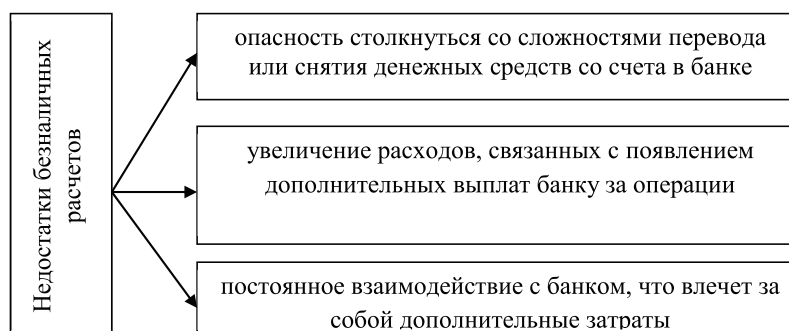 Недостатки безналичных
расчетов
опасность столкнуться со сложностями перевода
или снятия денежных средств со счета в банке
увеличение расходов, связанных с появлением
дополнительных выплат банку за операции
постоянное взаимодействие с банком, что влечет за
собой дополнительные затраты